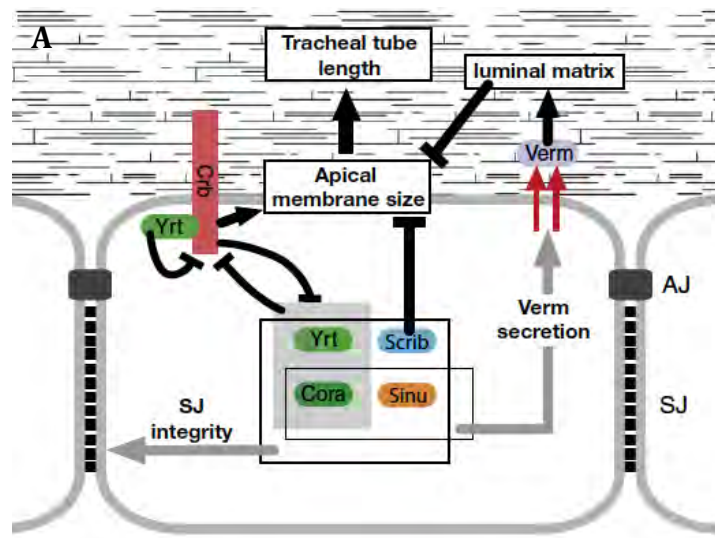 A
Tracheal tube
length
luminal matrix
Crb
Verm
Apical
membrane size
Yrt
AJ
Verm
secretion
Yrt
Scrib
Cora
Sinu
SJ
SJ
integrity